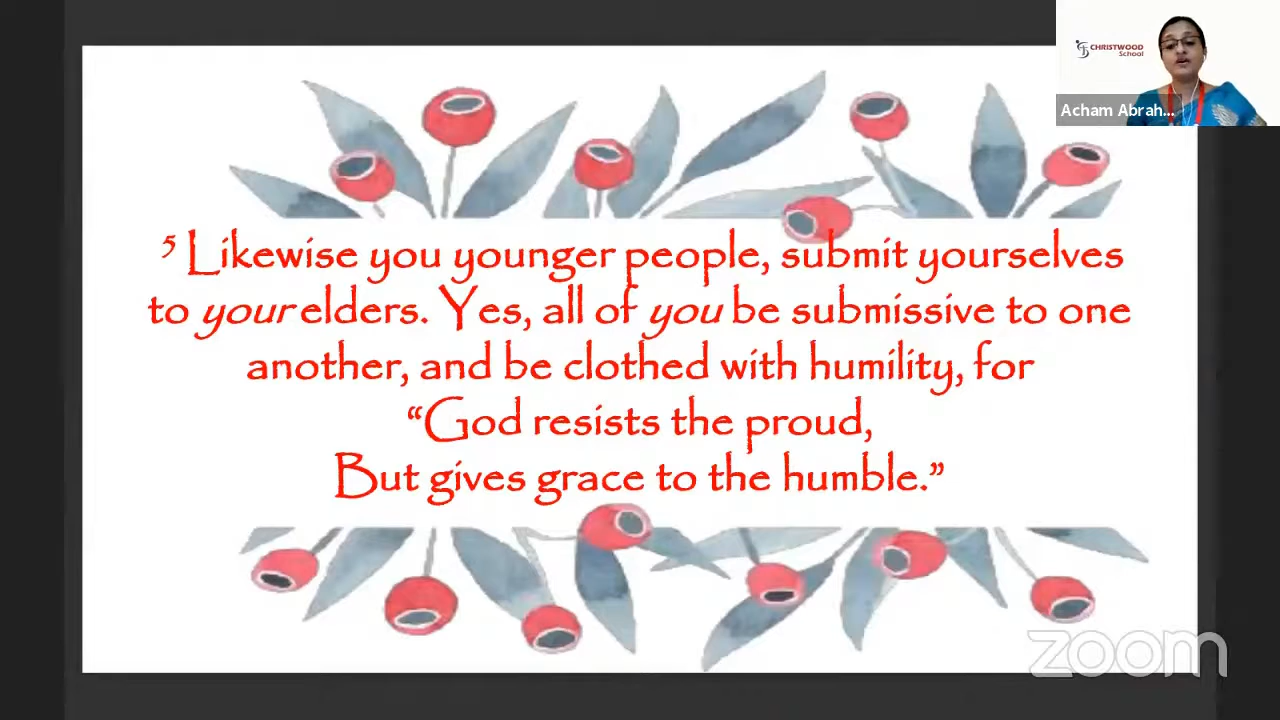 CHRISTWOOD
School
Acham Abrah...
⁵ Likewise you younger people, submit yourselves
to your elders. Yes, all of you be submissive to one
another, and be clothed with humility, for
“God resists the proud,
But gives grace to the humble.”
zoom